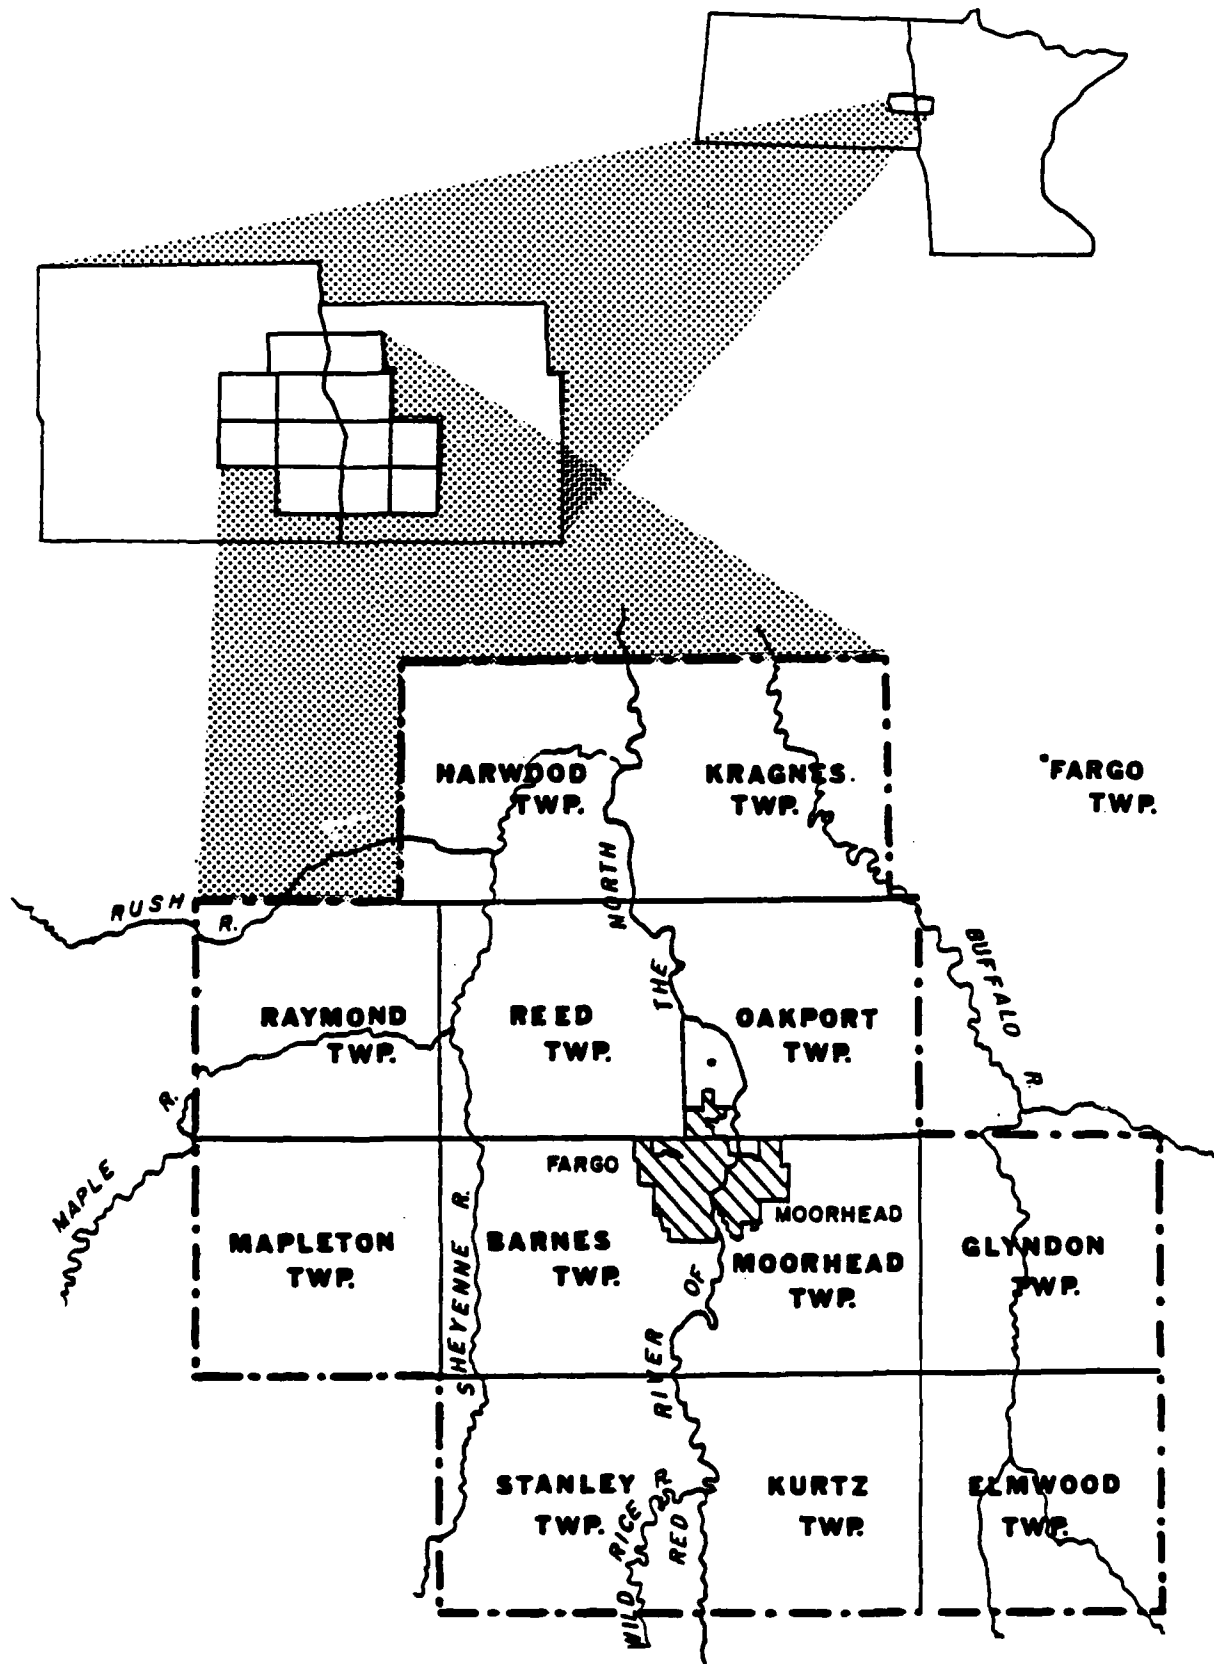 HARWOOD
TWP.
KRAGNES.
TWP.
•FARGO
TWP.
RUSH
R.
RAYMOND
TWP.
REED
TWP.
OAKPORT
TWP.
•
BUFFALO
R.
R.
MAPLE
FARGO
MOORHEAD
MAPLETON
TWP.
BARNES
TWP.
MOORHEAD
TWP.
GLYNDON
TWP.
SHEYENNE R.
STANLEY
TWP.
KURTZ
TWP.
ELMWOOD
TWP.
WILD RICE R.
RED RIVER OF THE NORTH